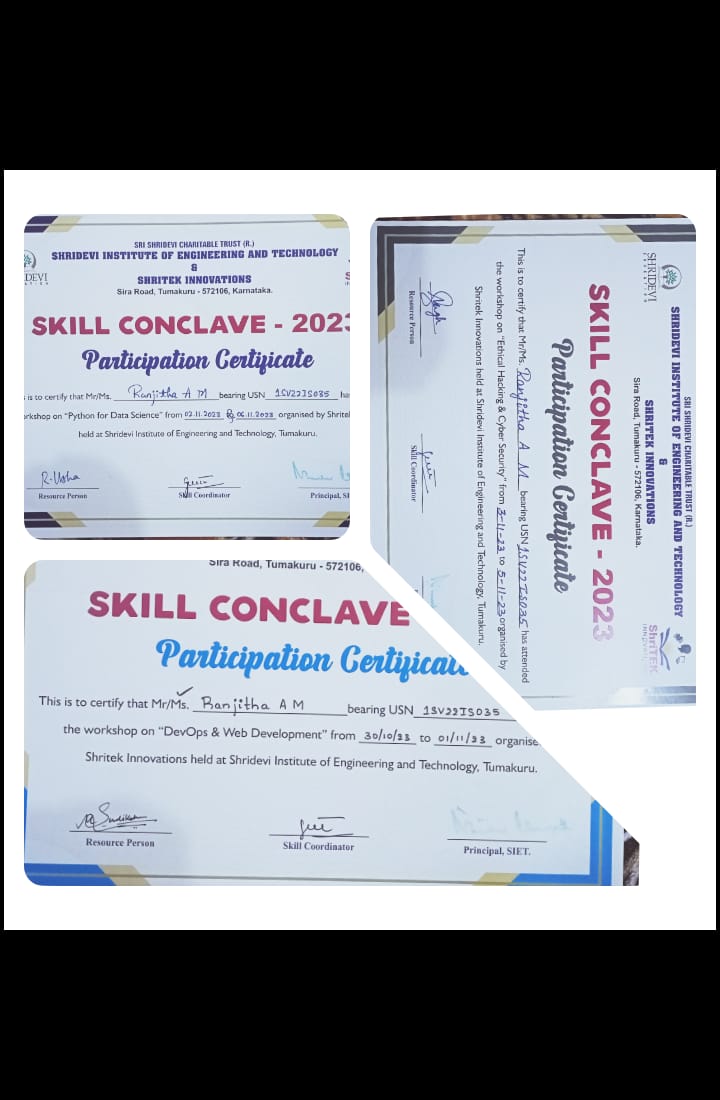 DEVI
SRI SHRIDEVI CHARITABLE TRUST (R.)
SHRIDEVI INSTITUTE OF ENGINEERING AND TECHNOLOGY
&
SHRITEK INNOVATIONS
Sira Road, Tumakuru - 572106, Karnataka.
SKILL CONCLAVE - 202
Participation Certificate
is to certify that Mr/Ms. Ranjitha A M bearing USN 1SV22IS035 ha
rkshop on "Python for Data Science" from 02.11.2023 to 06.11.2023 organised by Shritel
held at Shridevi Institute of Engineering and Technology, Tumakuru.
R. Usha
Resource Person
Skill Coordinator
Principal, SI
SHRIDEVI
SRI SHRIDEVI CHARITABLE TRUST (R.)
SHRIDEVI INSTITUTE OF ENGINEERING AND TECHNOLOGY
&
SHRITEK INNOVATIONS
Sira Road, Tumakuru - 572106, Karnataka.
ShriTEK
SKILL CONCLAVE - 2023
Participation Certificate
This is to certify that Mr/Ms. Ranjitha A M bearing USN 1SV22IS035 has attended
the workshop on "Ethical Hacking & Cyber Security" from 3-11-23 to 5-11-23 organised by
Shritek Innovations held at Shridevi Institute of Engineering and Technology, Tumakuru.
Resource Person
Skill Coordinator
Sira Road, Tumakuru - 572106,
SKILL CONCLAVE
Participation Certificate
This is to certify that Mr/Ms. Ranjitha A M bearing USN 1SV22IS035
the workshop on "DevOps & Web Development" from 30/10/23 to 01/11/23 organise
Shritek Innovations held at Shridevi Institute of Engineering and Technology, Tumakuru.
Resource Person
Skill Coordinator
Principal, SIET.